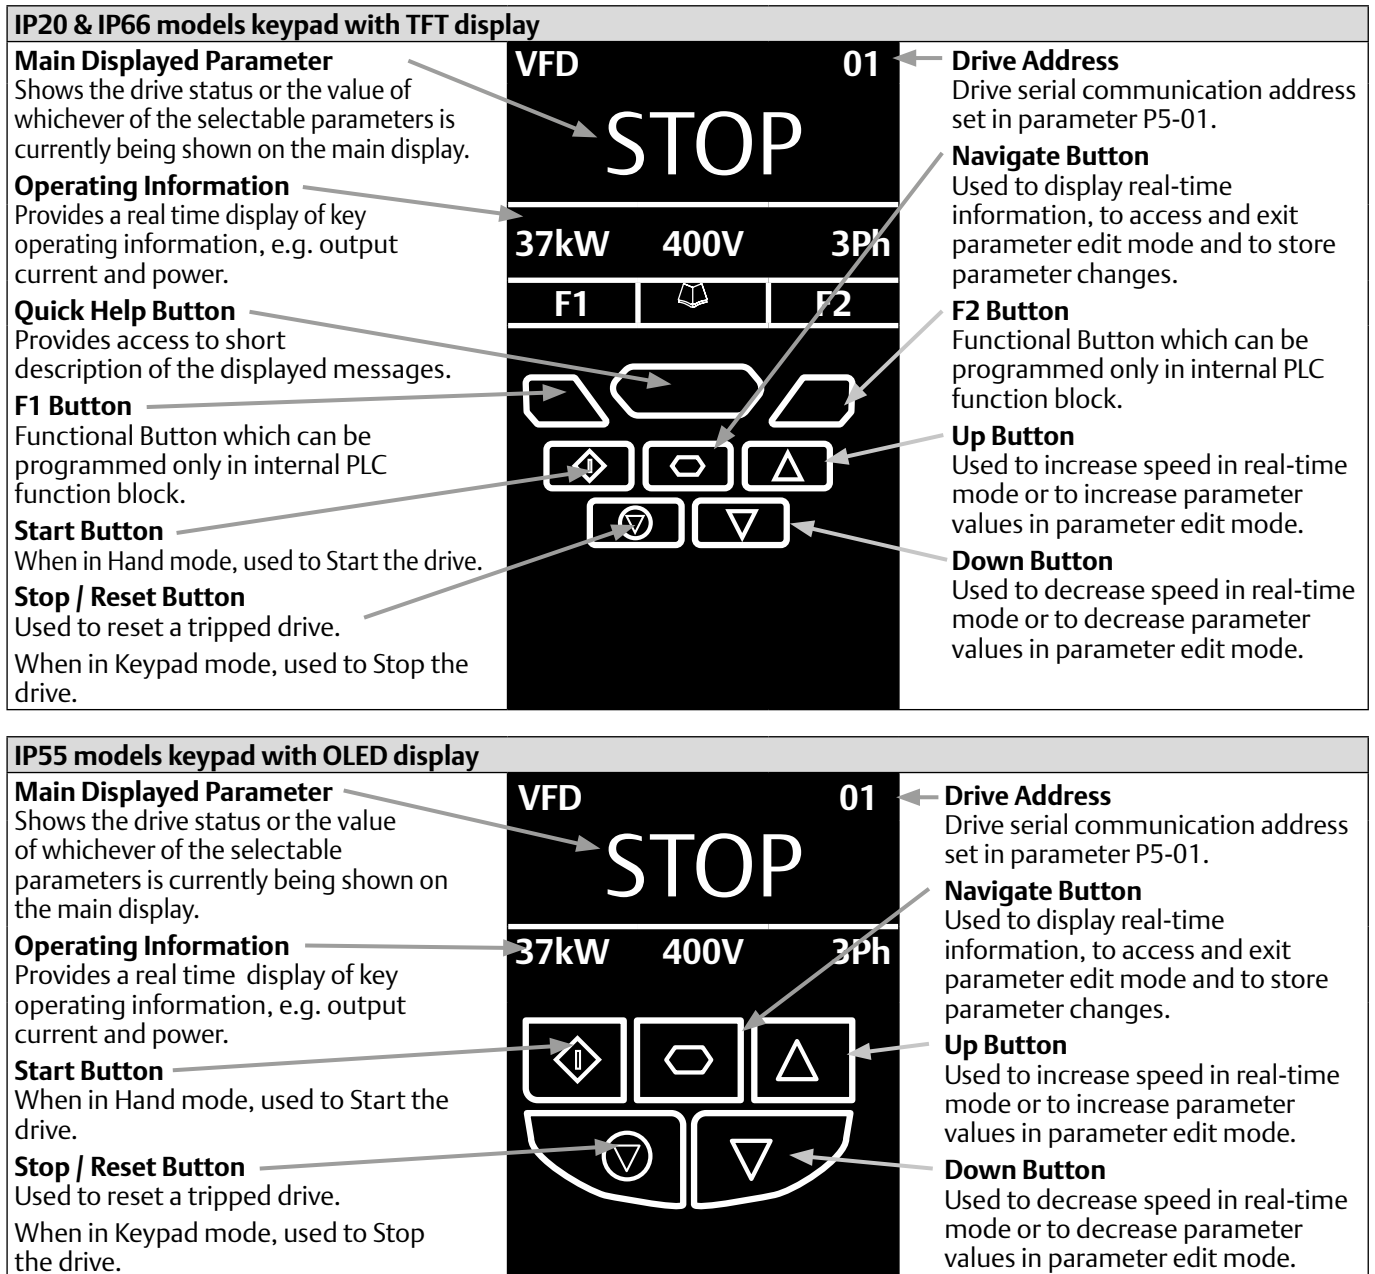 IP20 & IP66 models keypad with TFT display
Main Displayed Parameter
Shows the drive status or the value of
whichever of the selectable parameters is
currently being shown on the main display.
Operating Information
Provides a real time display of key
operating information, e.g. output
current and power.
Quick Help Button
Provides access to short
description of the displayed messages.
F1 Button
Functional Button which can be
programmed only in internal PLC
function block.
Start Button
When in Hand mode, used to Start the drive.
Stop / Reset Button
Used to reset a tripped drive.
When in Keypad mode, used to Stop the
drive.
VFD 01
STOP
37kW 400V 3Ph
F1 F2
Drive Address
Drive serial communication address
set in parameter P5-01.
Navigate Button
Used to display real-time
information, to access and exit
parameter edit mode and to store
parameter changes.
F2 Button
Functional Button which can be
programmed only in internal PLC
function block.
Up Button
Used to increase speed in real-time
mode or to increase parameter
values in parameter edit mode.
Down Button
Used to decrease speed in real-time
mode or to decrease parameter
values in parameter edit mode.
IP55 models keypad with OLED display
Main Displayed Parameter
Shows the drive status or the value
of whichever of the selectable
parameters is currently being shown on
the main display.
Operating Information
Provides a real time display of key
operating information, e.g. output
current and power.
Start Button
When in Hand mode, used to Start the
drive.
Stop / Reset Button
Used to reset a tripped drive.
When in Keypad mode, used to Stop
the drive.
VFD 01
STOP
37kW 400V 3Ph
Drive Address
Drive serial communication address
set in parameter P5-01.
Navigate Button
Used to display real-time
information, to access and exit
parameter edit mode and to store
parameter changes.
Up Button
Used to increase speed in real-time
mode or to increase parameter
values in parameter edit mode.
Down Button
Used to decrease speed in real-time
mode or to decrease parameter
values in parameter edit mode.